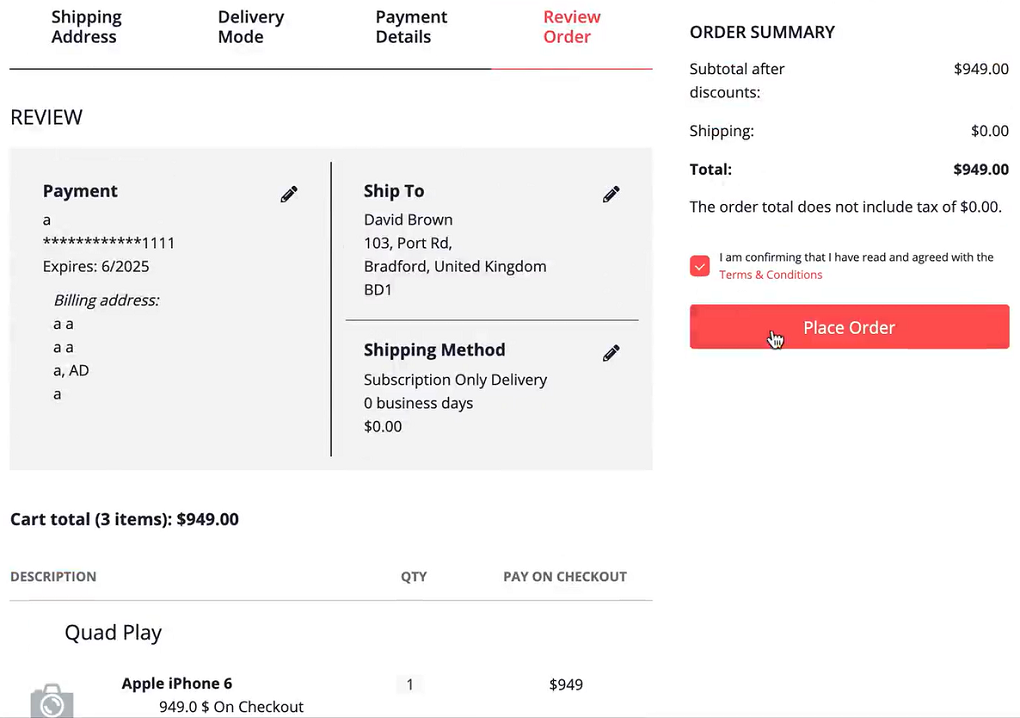 Shipping Address
Delivery Mode
Payment Details
Review Order
REVIEW
Payment
a
************1111
Expires: 6/2025
Billing address:
a a
a a
a, AD
a
Ship To
David Brown
103, Port Rd,
Bradford, United Kingdom
BD1
Shipping Method
Subscription Only Delivery
0 business days
$0.00
Cart total (3 items): $949.00
DESCRIPTION QTY PAY ON CHECKOUT
Quad Play
Apple iPhone 6 1 $949
949.0 $ On Checkout
ORDER SUMMARY
Subtotal after $949.00
discounts:
Shipping: $0.00
Total: $949.00
The order total does not include tax of $0.00.
I am confirming that I have read and agreed with the
Terms & Conditions
Place Order